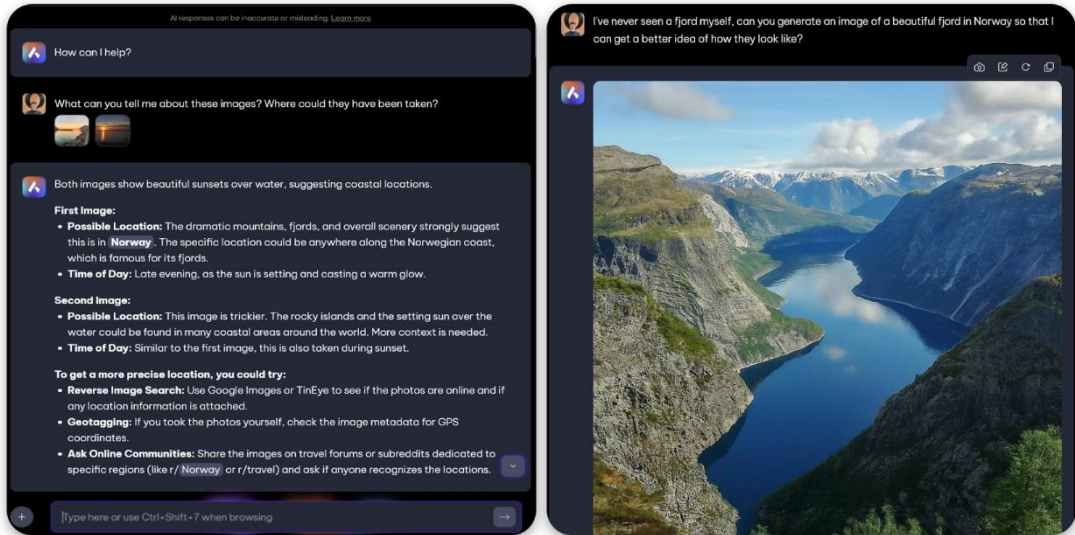 AI responses can be inaccurate or misleading. Learn more
How can I help?
What can you tell me about these images? Where could they have been taken?
Both images show beautiful sunsets over water, suggesting coastal locations.
First Image:
• Possible Location: The dramatic mountains, fjords, and overall scenery strongly suggest
this is in Norway. The specific location could be anywhere along the Norwegian coast,
which is famous for its fjords.
• Time of Day: Late evening, as the sun is setting and casting a warm glow.
Second Image:
• Possible Location: This image is trickier. The rocky islands and the setting sun over the
water could be found in many coastal areas around the world. More context is needed.
• Time of Day: Similar to the first image, this is also taken during sunset.
To get a more precise location, you could try:
• Reverse Image Search: Use Google Images or TinEye to see if the photos are online and if
any location information is attached.
• Geotagging: If you took the photos yourself, check the image metadata for GPS
coordinates.
• Ask Online Communities: Share the images on travel forums or subreddits dedicated to
specific regions (like r/Norway or r/travel) and ask if anyone recognizes the locations.
Type here or use Ctrl+Shift+7 when browsing
I've never seen a fjord myself, can you generate an image of a beautiful fjord in Norway so that I
can get a better idea of how they look like?